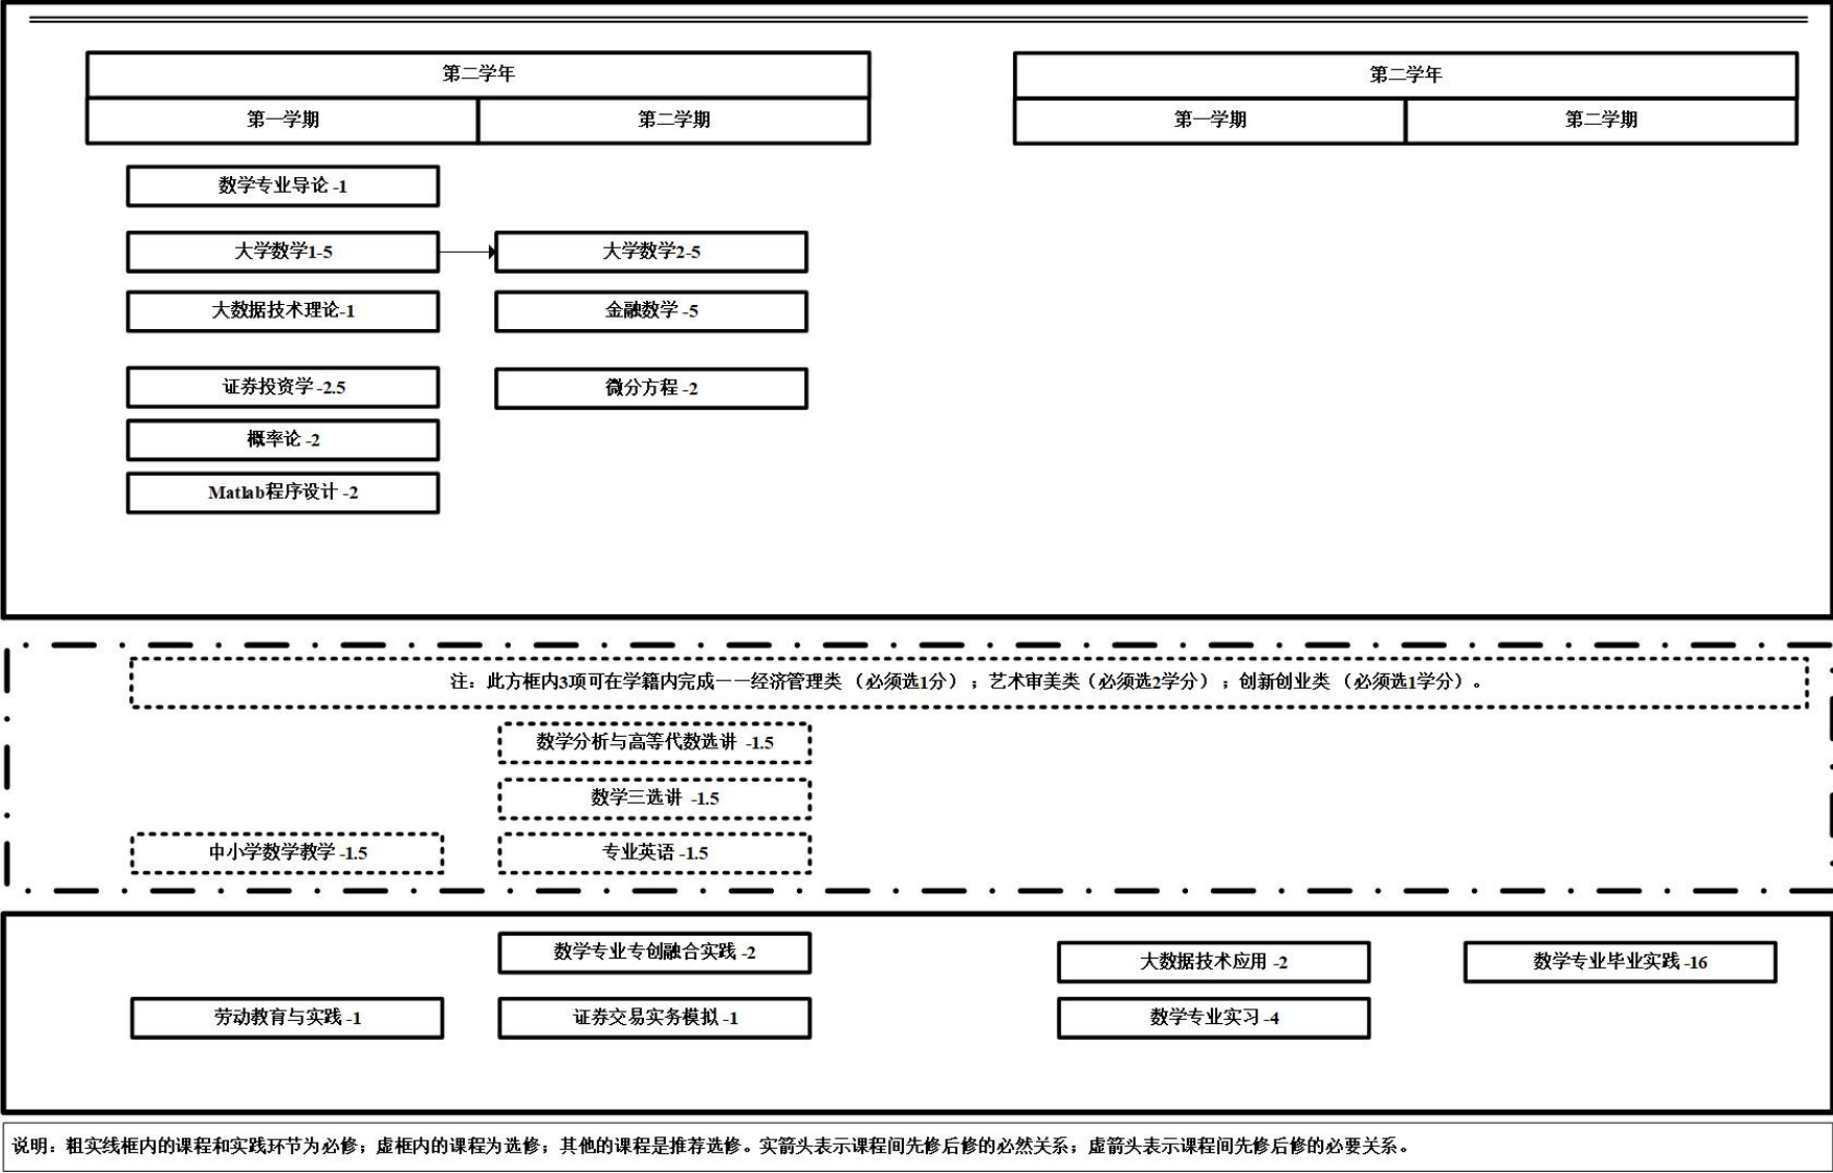 第二学年 第二学年
第一学期 第二学期 第一学期 第二学期
数学专业导论 -1
大学数学1-5 大学数学2-5
大数据技术理论-1 金融数学 -5
证券投资学 -2.5 微分方程 -2
概率论 -2
Matlab程序设计 -2
注：此方框内3项可在学籍内完成——经济管理类 （必须选1分）；艺术审美类（必须选2学分）；创新创业类 （必须选1学分）。
数学分析与高等代数选讲 -1.5
数学三选讲 -1.5
中小学数学教学 -1.5 专业英语 -1.5
数学专业专创融合实践 -2 大数据技术应用 -2 数学专业毕业实践 -16
劳动教育与实践 -1 证券交易实务模拟 -1 数学专业实习 -4
说明：粗实线框内的课程和实践环节为必修；虚框内的课程为选修；其他的课程是推荐选修。实箭头表示课程间先修后修的必然关系；虚箭头表示课程间先修后修的必要关系。